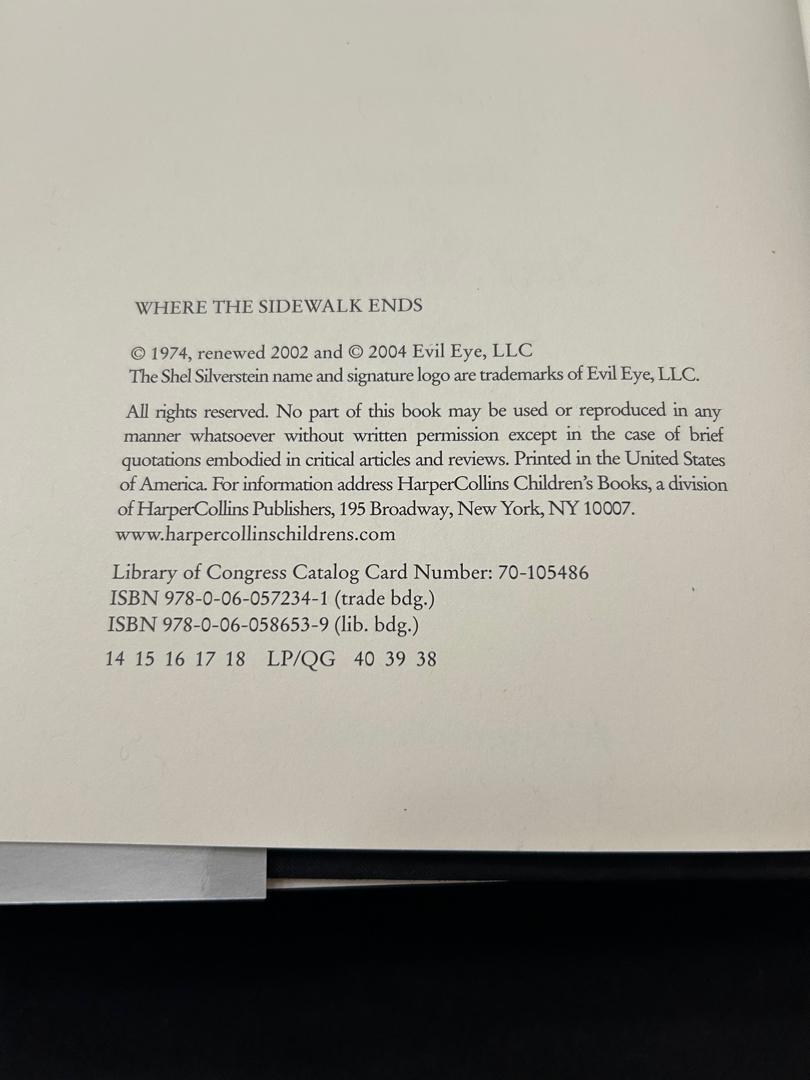 WHERE THE SIDEWALK ENDS
© 1974, renewed 2002 and © 2004 Evil Eye, LLC
The Shel Silverstein name and signature logo are trademarks of Evil Eye, LLC.
All rights reserved. No part of this book may be used or reproduced in any
manner whatsoever without written permission except in the case of brief
quotations embodied in critical articles and reviews. Printed in the United States
of America. For information address HarperCollins Children's Books, a division
of HarperCollins Publishers, 195 Broadway, New York, NY 10007.
www.harpercollinschildrens.com
Library of Congress Catalog Card Number: 70-105486
ISBN 978-0-06-057234-1 (trade bdg.)
ISBN 978-0-06-058653-9 (lib. bdg.)
14 15 16 17 18 LP/QG 40 39 38